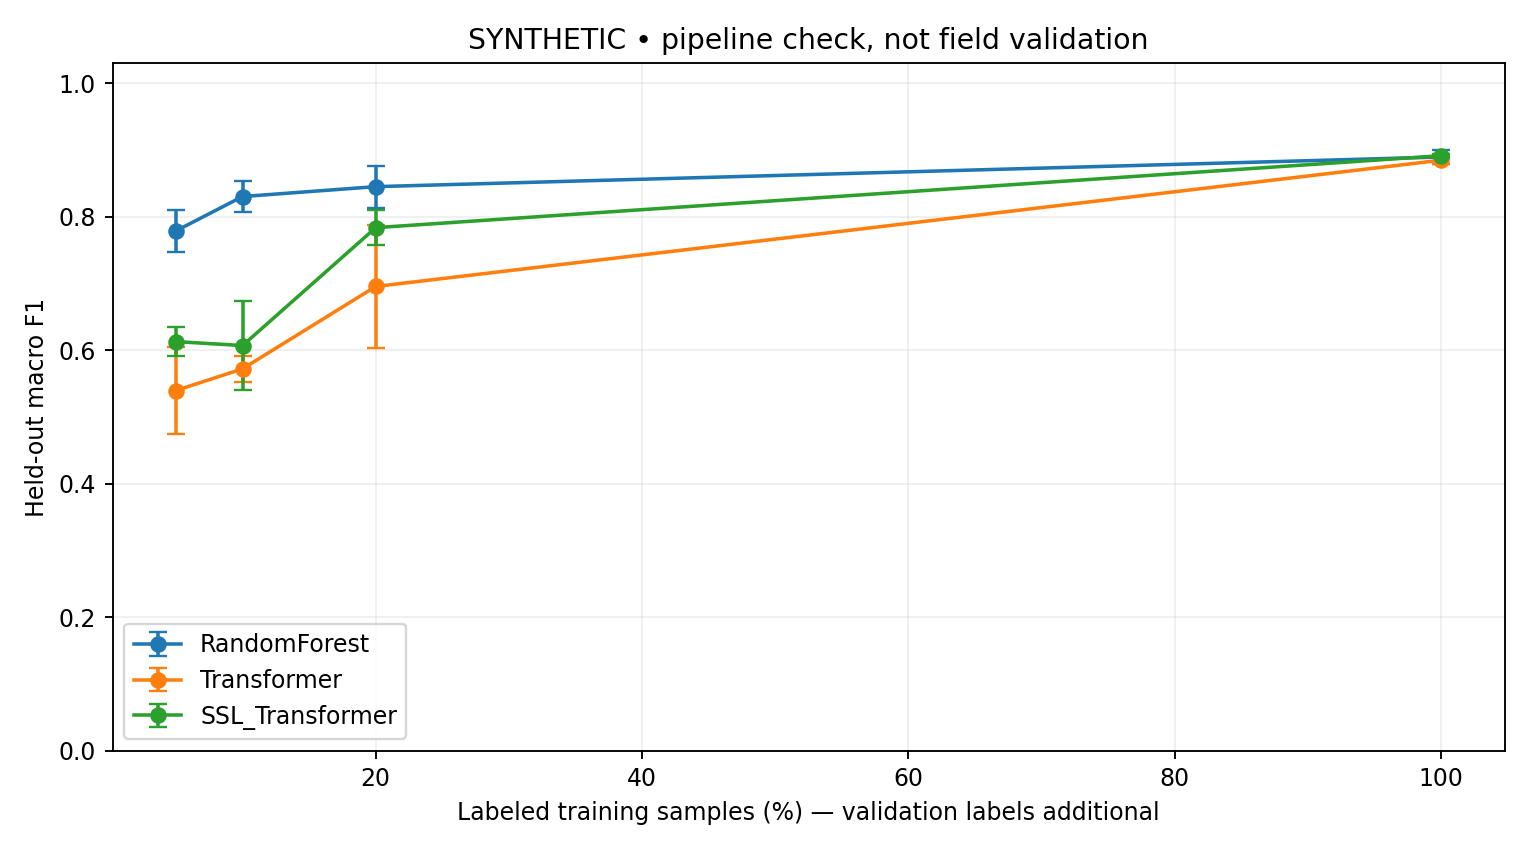 SYNTHETIC • pipeline check, not field validation
Held-out macro F1
1.0
0.8
0.6
0.4
0.2
0.0
RandomForest
Transformer
SSL_Transformer
20
40
60
80
100
Labeled training samples (%) — validation labels additional